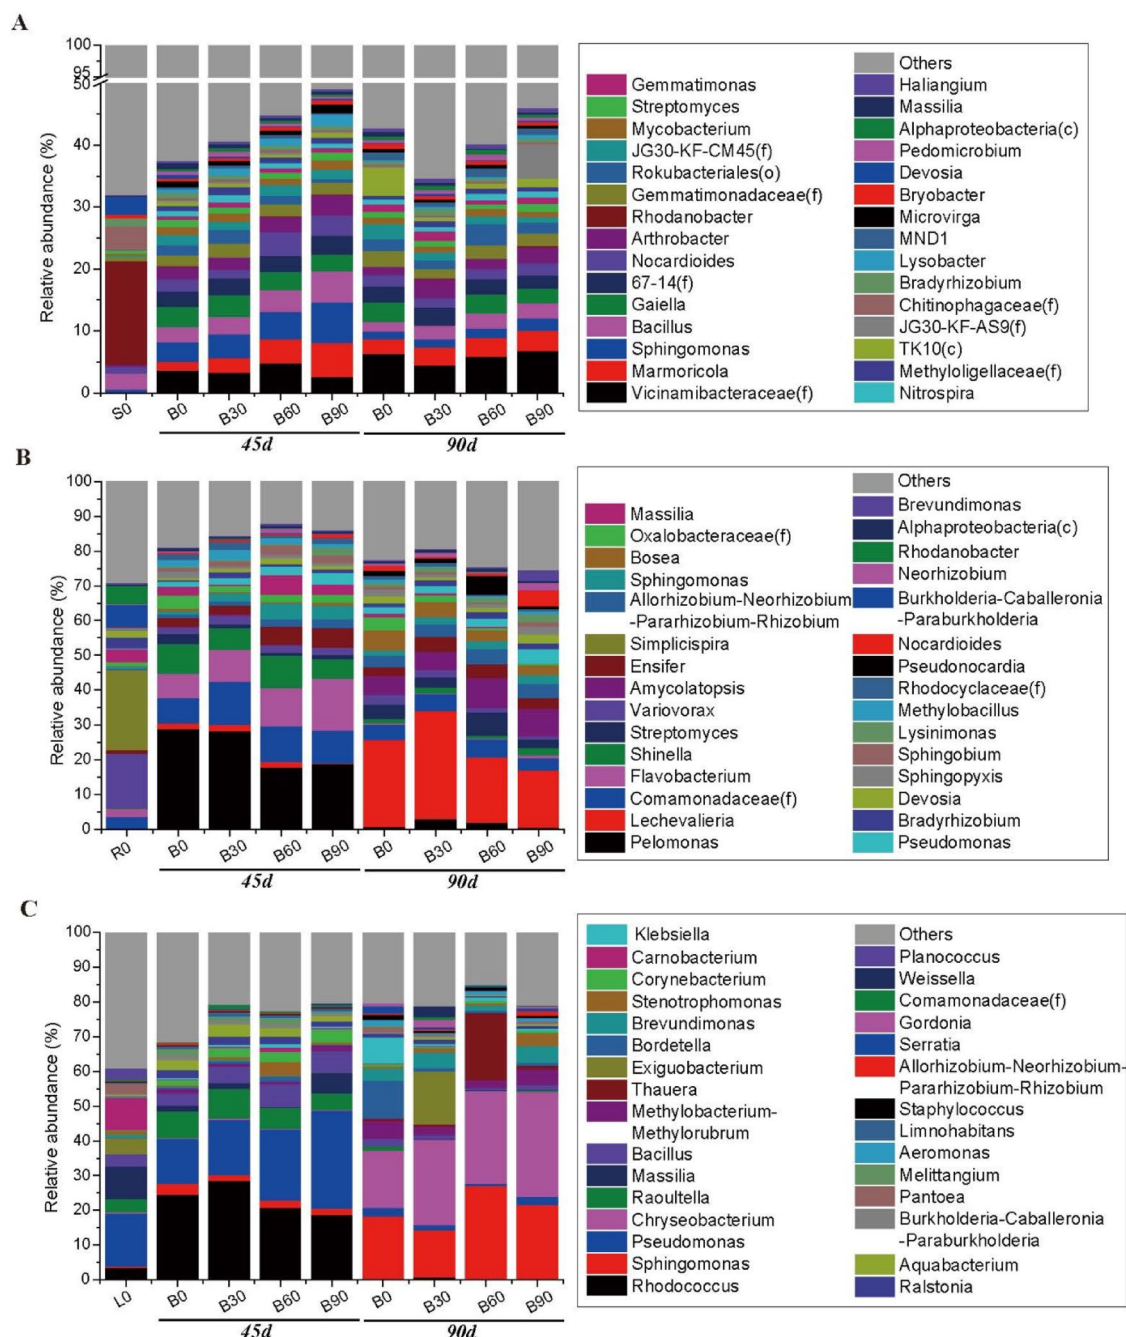 A
Relative abundance (%)
100
95
50
40
30
20
10
0
S0
B0
B30
B60
B90
B0
B30
B60
B90
45d
90d
Gemmatimonas
Streptomyces
Mycobacterium
JG30-KF-CM45(f)
Rokubacteriales(o)
Gemmatimonadaceae(f)
Rhodanobacter
Arthrobacter
Nocardioides
67-14(f)
Gaiella
Bacillus
Sphingomonas
Marmoricola
Vicinamibacteraceae(f)
Others
Haliangium
Massilia
Alphaproteobacteria(c)
Pedomicrobium
Devosia
Bryobacter
Microvirga
MND1
Lysobacter
Bradyrhizobium
Chitinophagaceae(f)
JG30-KF-AS9(f)
TK10(c)
Methyloligellaceae(f)
Nitrospira
B
Relative abundance (%)
100
90
80
70
60
50
40
30
20
10
0
R0
B0
B30
B60
B90
B0
B30
B60
B90
45d
90d
Massilia
Oxalobacteraceae(f)
Bosea
Sphingomonas
Allorhizobium-Neorhizobium
-Pararhizobium-Rhizobium
Simplicispira
Ensifer
Amycolatopsis
Variovorax
Streptomyces
Shinella
Flavobacterium
Comamonadaceae(f)
Lechevalieria
Pelomonas
Others
Brevundimonas
Alphaproteobacteria(c)
Rhodanobacter
Neorhizobium
Burkholderia-Caballeronia
-Paraburkholderia
Nocardioides
Pseudonocardia
Rhodocyclaceae(f)
Methylobacillus
Lysinimonas
Sphingobium
Sphingopyxis
Devosia
Bradyrhizobium
Pseudomonas
C
Relative abundance (%)
100
90
80
70
60
50
40
30
20
10
0
L0
B0
B30
B60
B90
B0
B30
B60
B90
45d
90d
Klebsiella
Carnobacterium
Corynebacterium
Stenotrophomonas
Brevundimonas
Bordetella
Exiguobacterium
Thauera
Methylobacterium-
Methylorubrum
Bacillus
Massilia
Raoultella
Chryseobacterium
Pseudomonas
Sphingomonas
Rhodococcus
Others
Planococcus
Weissella
Comamonadaceae(f)
Gordonia
Serratia
Allorhizobium-Neorhizobium-
Pararhizobium-Rhizobium
Staphylococcus
Limnohabitans
Aeromonas
Melittangium
Pantoea
Burkholderia-Caballeronia
-Paraburkholderia
Aquabacterium
Ralstonia